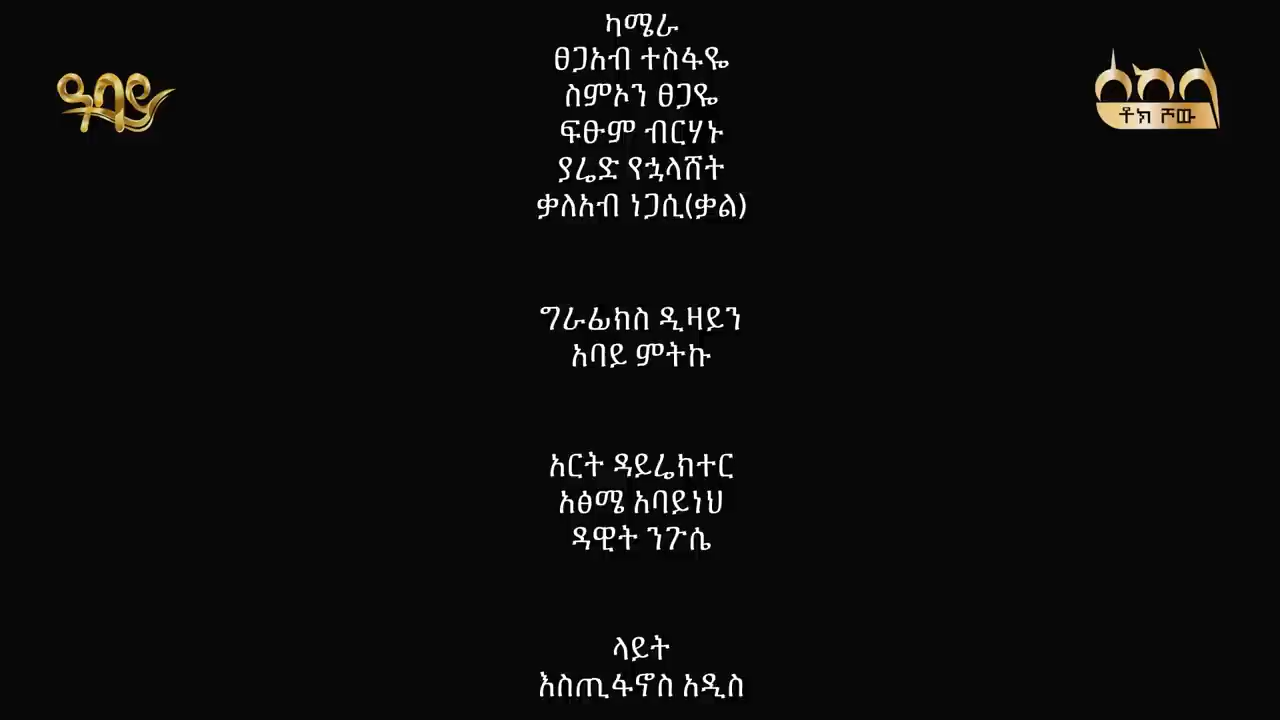 ካሜራ
ፀጋአብ ተስፋዬ
ስምኦን ፀጋዬ
ፍፁም ብርሃኑ
ያሬድ የኋላሸት
ቃለአብ ነጋሲ(ቃል)
ዓባይ
ሰከላ
ቶክ ሾው
ግራፊክስ ዲዛይን
አባይ ምትኩ
አርት ዳይሬክተር
አፅሜ አባይነህ
ዳዊት ንጉሴ
ላይት
እስጢፋኖስ አዲስ